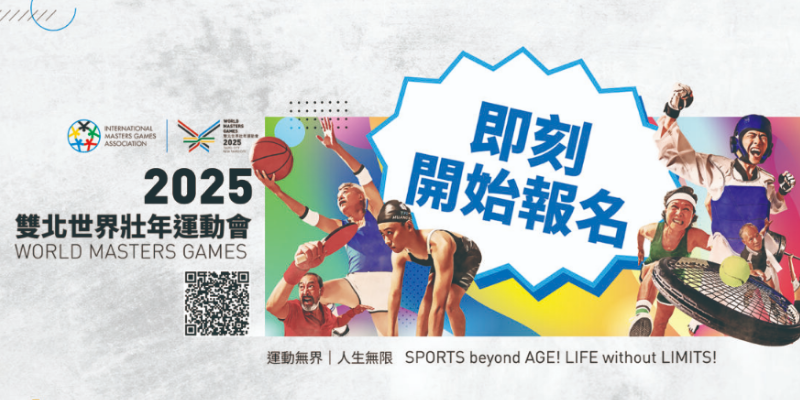 INTERNATIONAL
MASTERS GAMES
ASSOCIATION
WORLD
MASTERS
GAMES
2025
2025
雙北世界壯年運動會
WORLD MASTERS GAMES
即刻
開始報名
運動無界｜人生無限 SPORTS beyond AGE! LIFE without LIMITS!